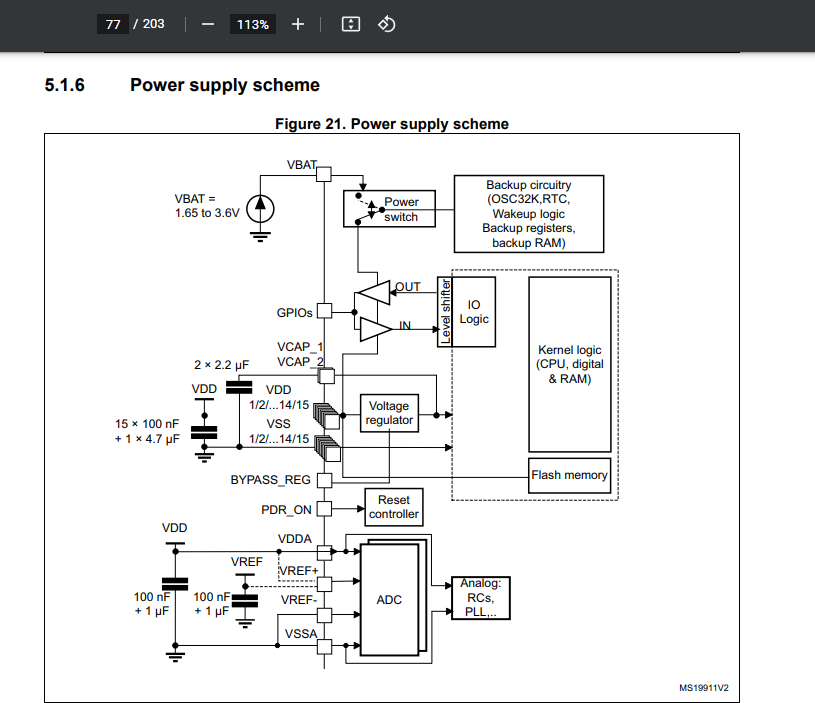 77 / 203
113%
5.1.6 Power supply scheme
Figure 21. Power supply scheme
VBAT
VBAT =
1.65 to 3.6V
Power
switch
Backup circuitry
(OSC32K,RTC,
Wakeup logic
Backup registers,
backup RAM)
OUT
GPIOs
IN
Level shifter
IO
Logic
Kernel logic
(CPU, digital
& RAM)
VCAP_1
VCAP_2
2 × 2.2 μF
VDD
VDD
1/2/...14/15
15 × 100 nF
+ 1 × 4.7 μF
VSS
1/2/...14/15
Voltage
regulator
Flash memory
BYPASS_REG
PDR_ON
Reset
controller
VDD
VDDA
VREF
VREF+
100 nF
+ 1 μF
100 nF
+ 1 μF
VREF-
ADC
Analog:
RCs,
PLL,..
VSSA
MS19911V2